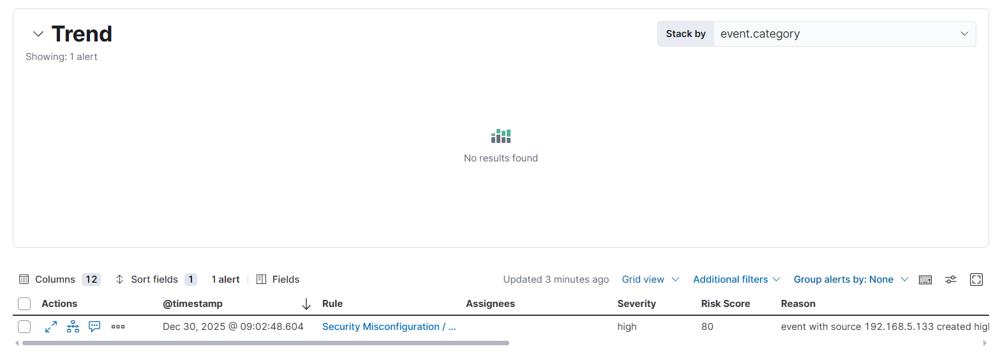 Trend
Stack by event.category
Showing: 1 alert
No results found
Columns 12 Sort fields 1 1 alert Fields Updated 3 minutes ago Grid view Additional filters Group alerts by: None
Actions @timestamp Rule Assignees Severity Risk Score Reason
Dec 30, 2025 @ 09:02:48.604 Security Misconfiguration / ... high 80 event with source 192.168.5.133 created high